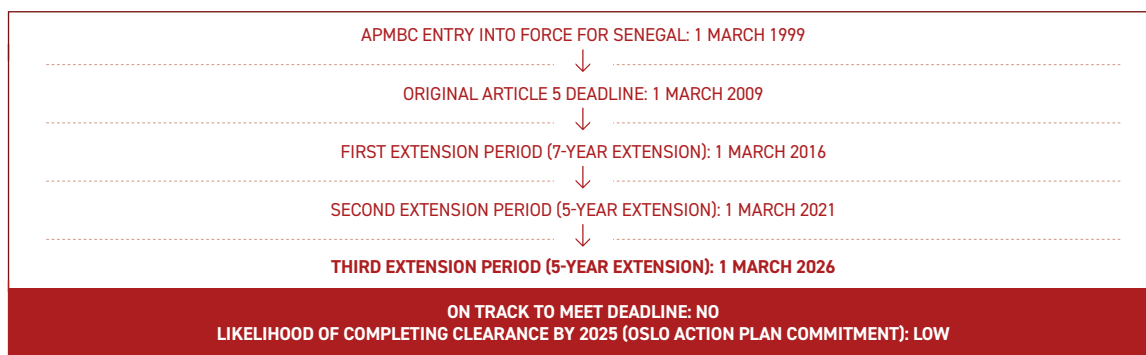 APMBC ENTRY INTO FORCE FOR SENEGAL: 1 MARCH 1999
ORIGINAL ARTICLE 5 DEADLINE: 1 MARCH 2009
FIRST EXTENSION PERIOD (7-YEAR EXTENSION): 1 MARCH 2016
SECOND EXTENSION PERIOD (5-YEAR EXTENSION): 1 MARCH 2021
THIRD EXTENSION PERIOD (5-YEAR EXTENSION): 1 MARCH 2026
ON TRACK TO MEET DEADLINE: NO
LIKELIHOOD OF COMPLETING CLEARANCE BY 2025 (OSLO ACTION PLAN COMMITMENT): LOW